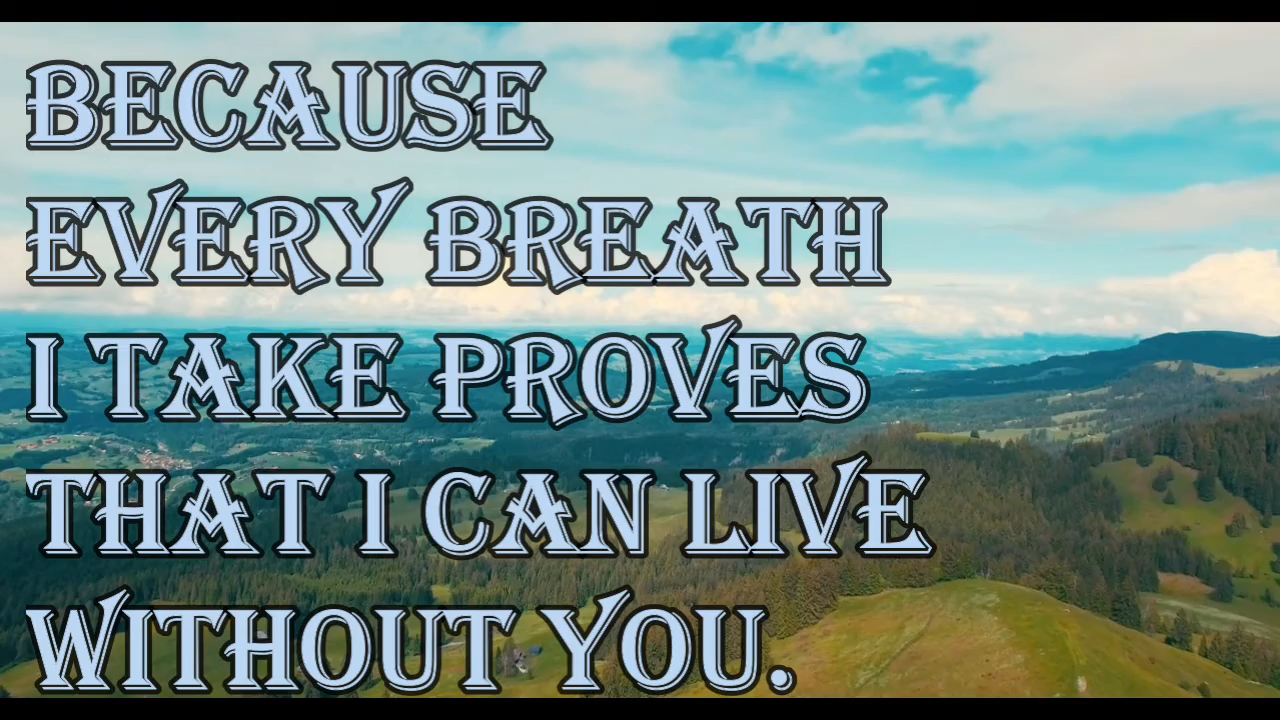 BECAUSE
EVERY BREATH
I TAKE PROVES
THAT I CAN LIVE
WITHOUT YOU.